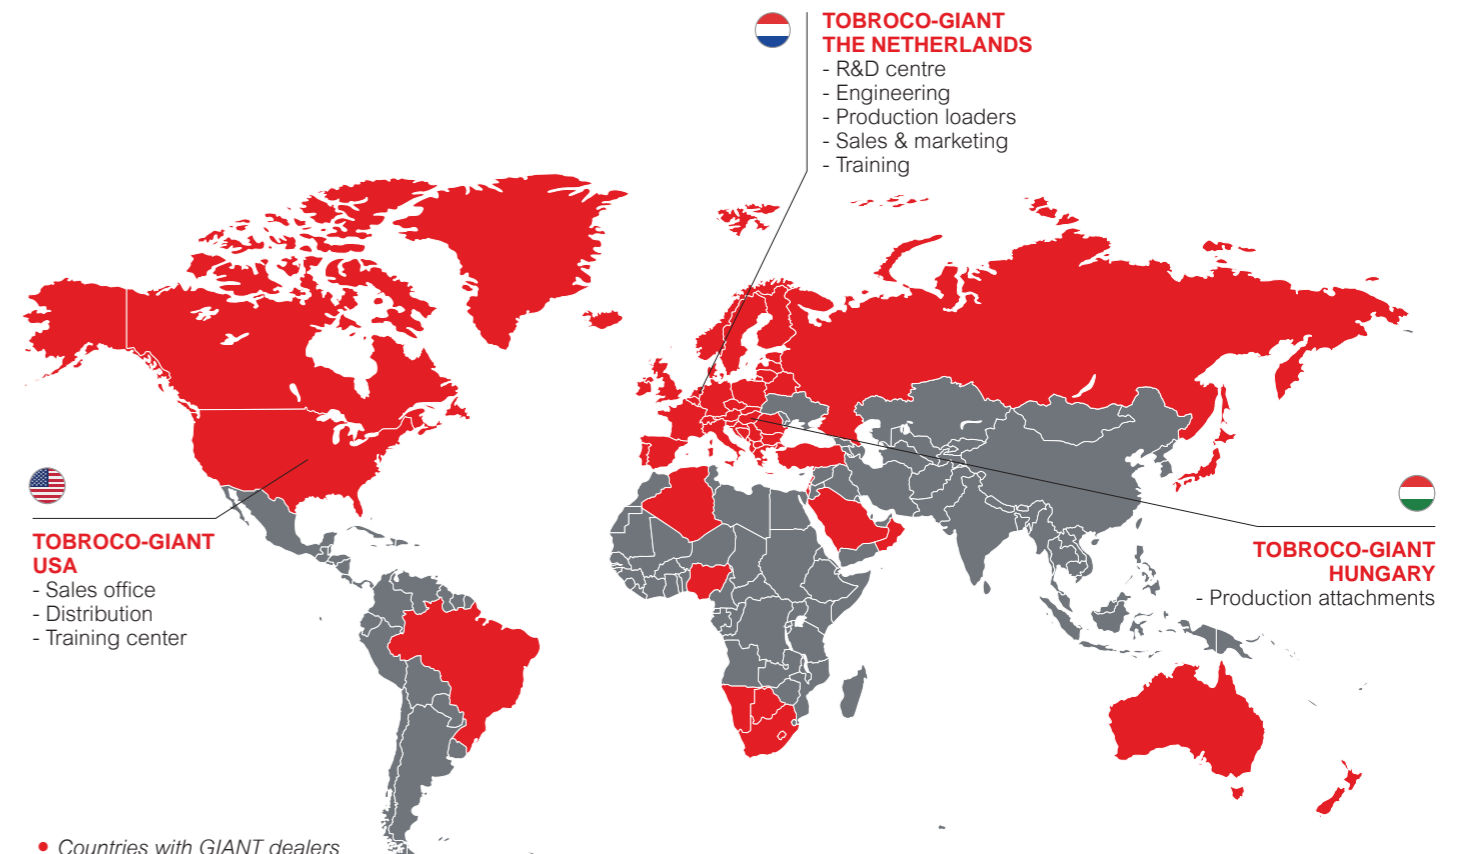 TOBROCO-GIANT
THE NETHERLANDS
- R&D centre
- Engineering
- Production loaders
- Sales & marketing
- Training
TOBROCO-GIANT
USA
- Sales office
- Distribution
- Training center
TOBROCO-GIANT
HUNGARY
- Production attachments
• Countries with GIANT dealers